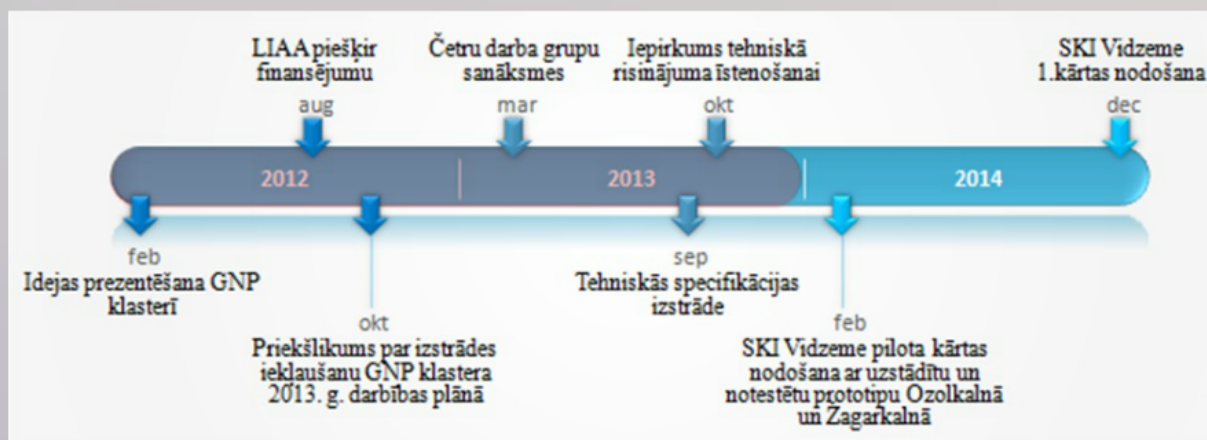 LIAA piešķir
finansējumu
aug
Četru darba grupu
sanāksmes
mar
Iepirkums tehniskā
risinājuma īstenošanai
okt
SKI Vidzeme
1.kārtas nodošana
dec
2012
2013
2014
feb
Idejas prezentēšana GNP
klasterī
okt
Priekšlikums par izstrādes
iekļaušanu GNP klastera
2013. g. darbības plānā
sep
Tehniskās specifikācijas
izstrāde
feb
SKI Vidzeme pilota kārtas
nodošana ar uzstādītu un
notestētu prototipu Ozolkalnā
un Žagarkalnā